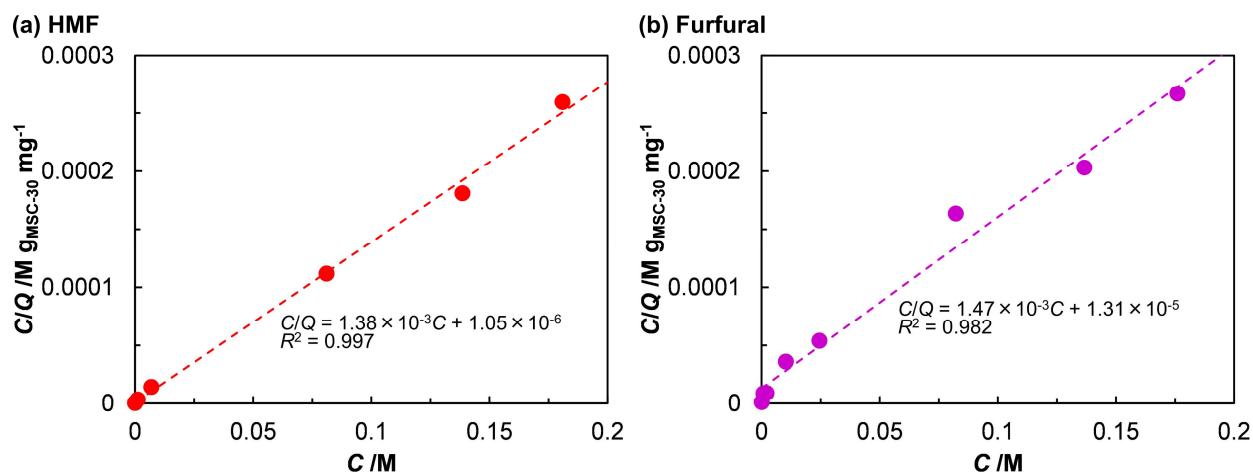 (a) HMF
0.0003
0.0002
0.0001
0
C/Q /M g_MSC-30 mg⁻¹
C/Q = 1.38 × 10⁻³C + 1.05 × 10⁻⁶
R² = 0.997
0 0.05 0.1 0.15 0.2
C /M
(b) Furfural
0.0003
0.0002
0.0001
0
C/Q /M g_MSC-30 mg⁻¹
C/Q = 1.47 × 10⁻³C + 1.31 × 10⁻⁵
R² = 0.982
0 0.05 0.1 0.15 0.2
C /M